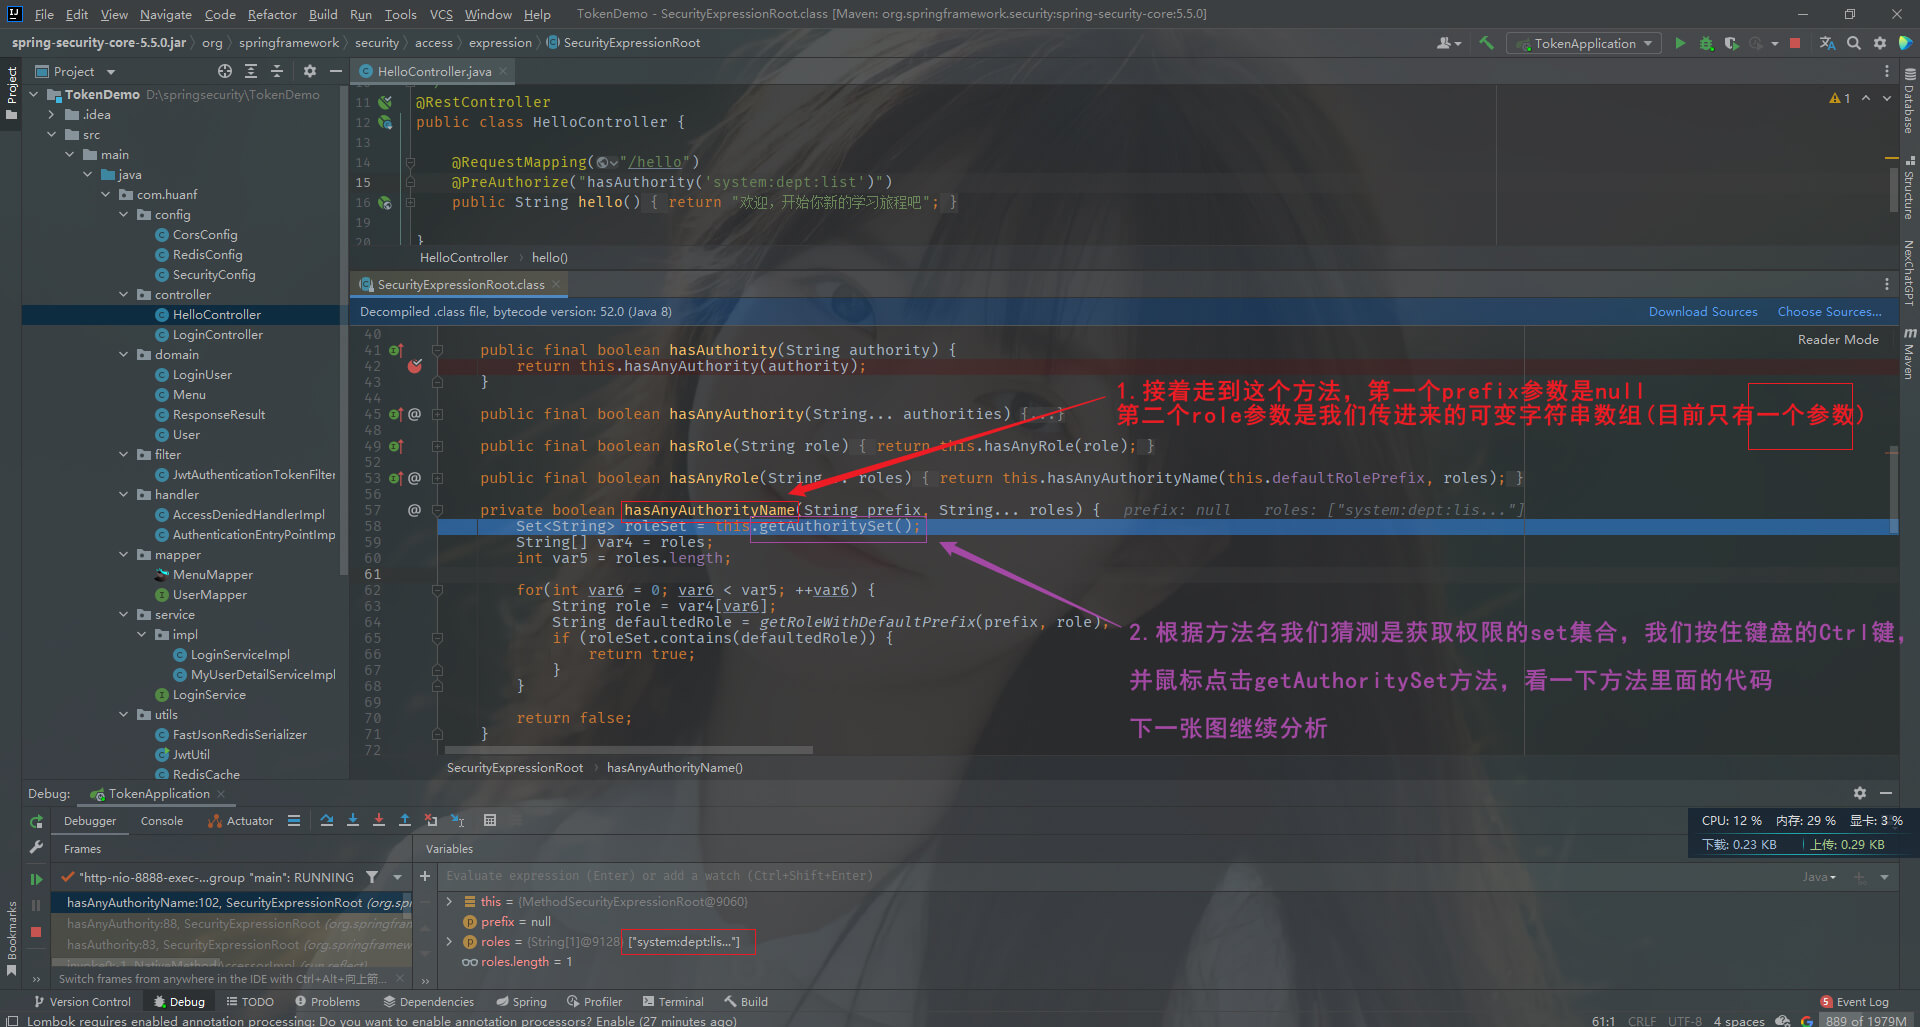 File Edit View Navigate Code Refactor Build Run Tools VCS Window Help TokenDemo - SecurityExpressionRoot.class [Maven: org.springframework.security:spring-security-core:5.5.0]
spring-security-core-5.5.0.jar org springframework security access expression SecurityExpressionRoot TokenApplication
Project
Project
HelloController.java
TokenDemo D:\springsecurity\TokenDemo
.idea
src
main
java
com.huanf
config
CorsConfig
RedisConfig
SecurityConfig
controller
HelloController
LoginController
domain
LoginUser
Menu
ResponseResult
User
filter
JwtAuthenticationTokenFilter
handler
AccessDeniedHandlerImpl
AuthenticationEntryPointImp
mapper
MenuMapper
UserMapper
service
impl
LoginServiceImpl
MyUserDetailServiceImpl
LoginService
utils
FastJsonRedisSerializer
JwtUtil
RedisCache
11 @RestController
12 public class HelloController {
13
14 @RequestMapping("/hello")
15 @PreAuthorize("hasAuthority('system:dept:list')")
16 public String hello() { return "欢迎，开始你新的学习旅程吧"; }
19
20 }
1
HelloController hello()
SecurityExpressionRoot.class
Decompiled .class file, bytecode version: 52.0 (Java 8) Download Sources Choose Sources...
Reader Mode
40
41 public final boolean hasAuthority(String authority) {
42 return this.hasAnyAuthority(authority);
43 }
44
45 @ public final boolean hasAnyAuthority(String... authorities) {...}
48
49 public final boolean hasRole(String role) { return this.hasAnyRole(role); }
52
53 @ public final boolean hasAnyRole(String... roles) { return this.hasAnyAuthorityName(this.defaultRolePrefix, roles); }
56
57 @ private boolean hasAnyAuthorityName(String prefix, String... roles) { prefix: null roles: ["system:dept:lis..."]
58 Set<String> roleSet = this.getAuthoritySet();
59 String[] var4 = roles;
60 int var5 = roles.length;
61
62 for(int var6 = 0; var6 < var5; ++var6) {
63 String role = var4[var6];
64 String defaultedRole = getRoleWithDefaultPrefix(prefix, role);
65 if (roleSet.contains(defaultedRole)) {
66 return true;
67 }
68 }
69
70 return false;
71 }
72
1.接着走到这个方法，第一个prefix参数是null
第二个role参数是我们传进来的可变字符串数组(目前只有一个参数)
2.根据方法名我们猜测是获取权限的set集合，我们按住键盘的Ctrl键，
并鼠标点击getAuthoritySet方法，看一下方法里面的代码
下一张图继续分析
SecurityExpressionRoot hasAnyAuthorityName()
Database
Structure
NexChatGPT
Maven
Debug: TokenApplication
Debugger Console Actuator
Frames Variables
"http-nio-8888-exec-...group "main": RUNNING
hasAnyAuthorityName:102, SecurityExpressionRoot (org.spr
hasAnyAuthority:88, SecurityExpressionRoot (org.springfram
hasAuthority:83, SecurityExpressionRoot (org.springframew
invoke0:-1, NativeMethodAccessorImpl (sun.reflect)
Switch frames from anywhere in the IDE with Ctrl+Alt+向上箭...
Evaluate expression (Enter) or add a watch (Ctrl+Shift+Enter) Java
this = {MethodSecurityExpressionRoot@9060}
prefix = null
roles = {String[1]@9128} ["system:dept:lis..."]
roles.length = 1
CPU: 12 % 内存: 29 % 显卡: 3 %
下载: 0.23 KB 上传: 0.29 KB
Bookmarks
Version Control Debug TODO Problems Dependencies Spring Profiler Terminal Build 5 Event Log
Lombok requires enabled annotation processing: Do you want to enable annotation processors? Enable (27 minutes ago) 61:1 CRLF UTF-8 4 spaces 889 of 1979M